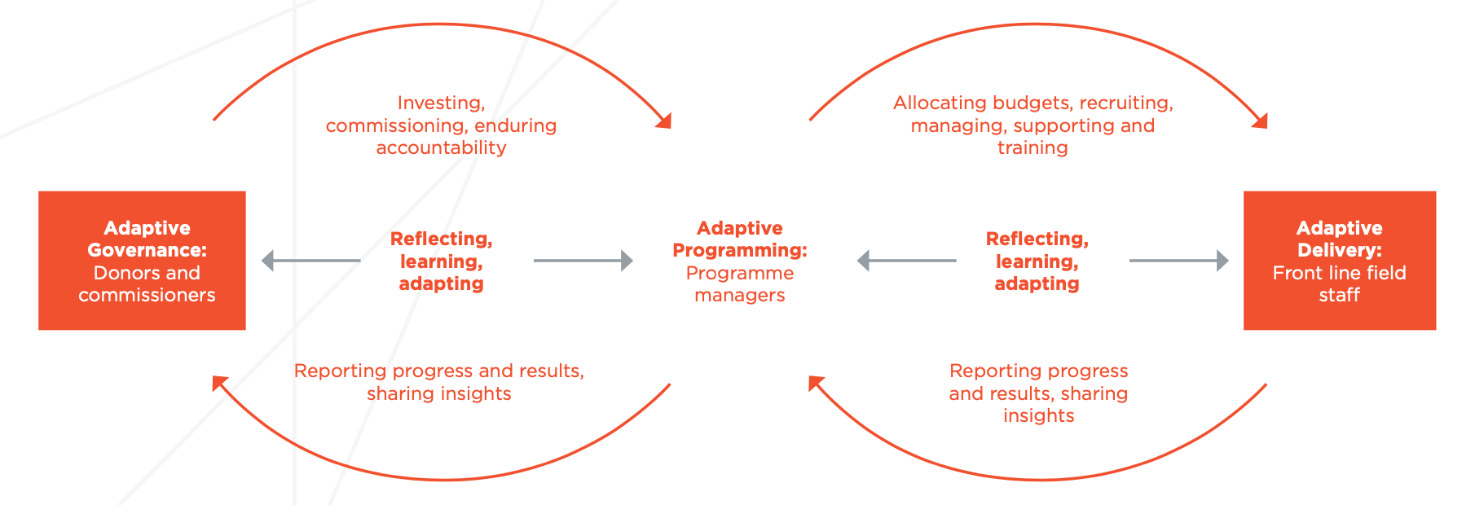 Investing,
commissioning, enduring
accountability
Allocating budgets, recruiting,
managing, supporting and
training
Adaptive
Governance:
Donors and
commissioners
Reflecting,
learning,
adapting
Adaptive
Programming:
Programme
managers
Reflecting,
learning,
adapting
Adaptive
Delivery:
Front line field
staff
Reporting progress and results,
sharing insights
Reporting progress
and results, sharing
insights